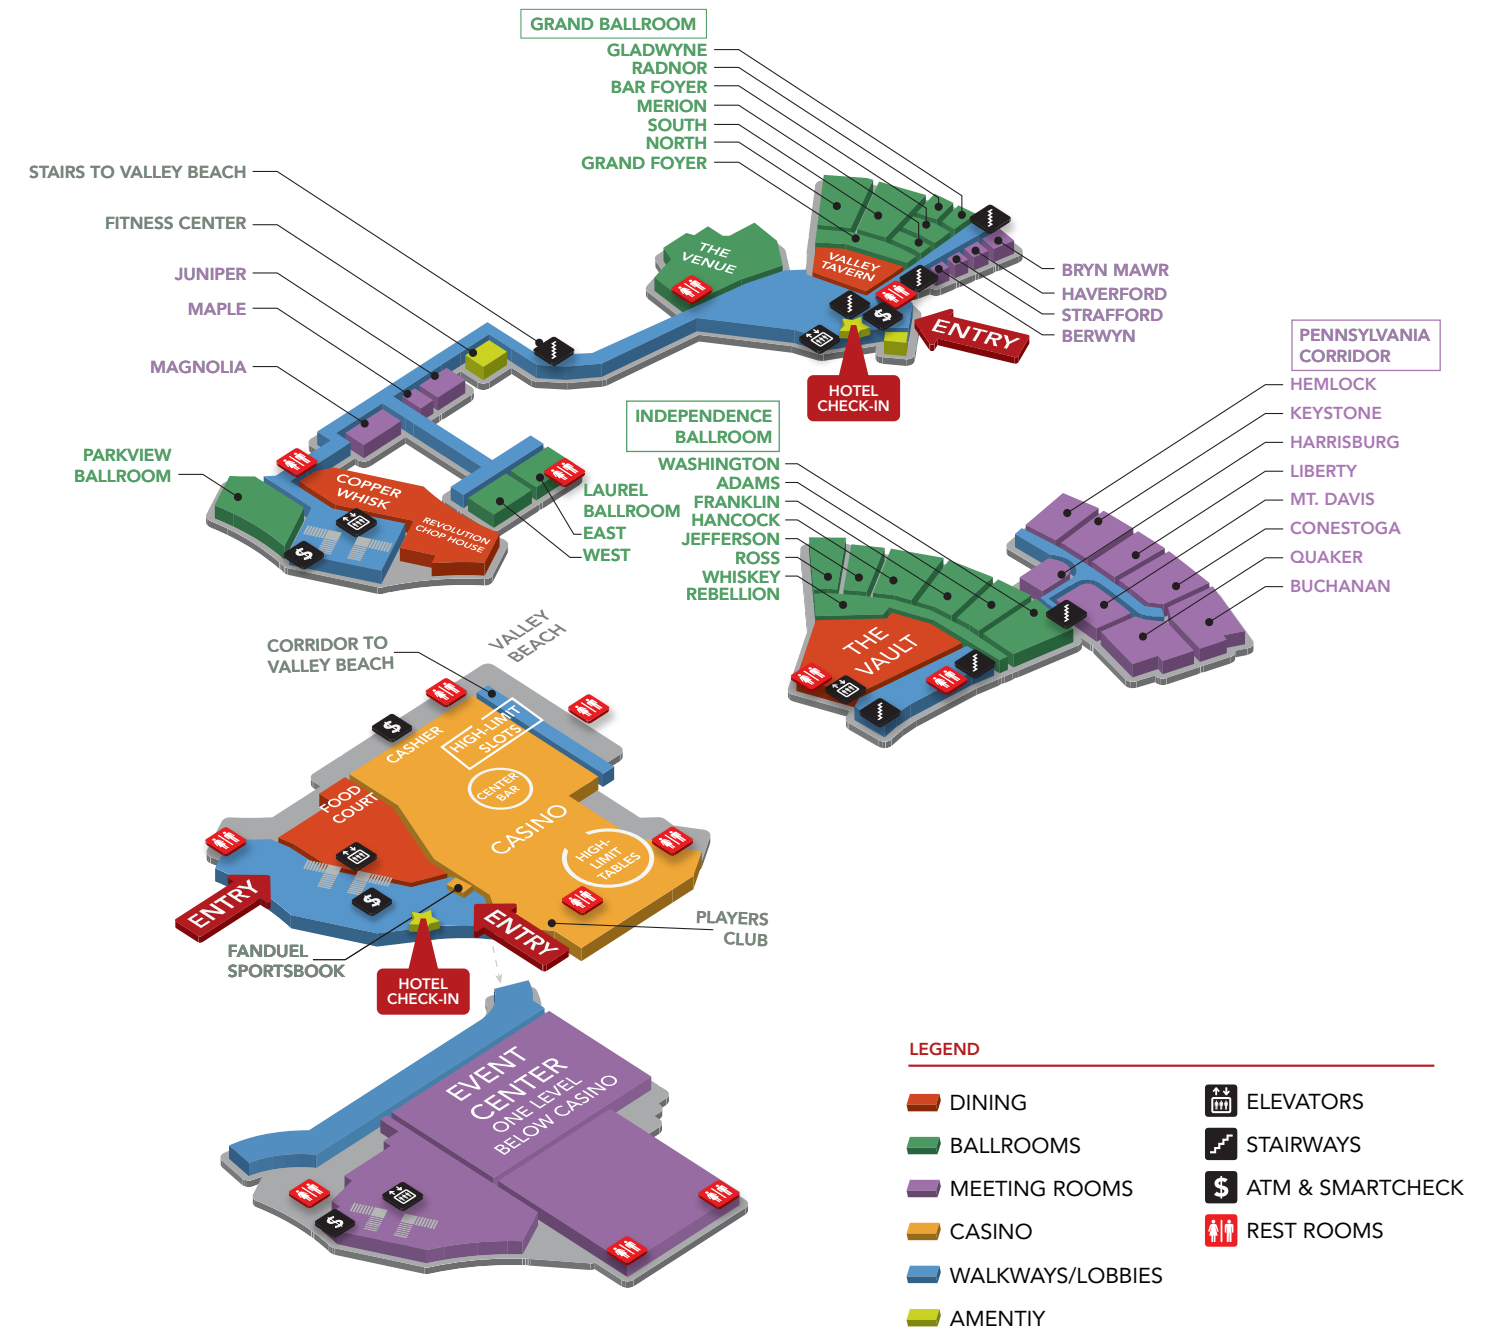 GRAND BALLROOM
GLADWYNE
RADNOR
BAR FOYER
MERION
SOUTH
NORTH
GRAND FOYER
STAIRS TO VALLEY BEACH
FITNESS CENTER
JUNIPER
MAPLE
MAGNOLIA
PARKVIEW
BALLROOM
THE
VENUE
VALLEY
TAVERN
BRYN MAWR
HAVERFORD
STRAFFORD
BERWYN
ENTRY
HOTEL
CHECK-IN
COPPER
WHISK
REVOLUTION
CHOP HOUSE
LAUREL
BALLROOM
EAST
WEST
INDEPENDENCE
BALLROOM
WASHINGTON
ADAMS
FRANKLIN
HANCOCK
JEFFERSON
ROSS
WHISKEY
REBELLION
THE
VAULT
PENNSYLVANIA
CORRIDOR
HEMLOCK
KEYSTONE
HARRISBURG
LIBERTY
MT. DAVIS
CONESTOGA
QUAKER
BUCHANAN
VALLEY
BEACH
CORRIDOR TO
VALLEY BEACH
CASHIER
HIGH-LIMIT
SLOTS
CENTER
BAR
FOOD
COURT
CASINO
HIGH-
LIMIT
TABLES
ENTRY
ENTRY
PLAYERS
CLUB
FANDUEL
SPORTSBOOK
HOTEL
CHECK-IN
EVENT
CENTER
ONE LEVEL
BELOW CASINO
LEGEND
DINING
BALLROOMS
MEETING ROOMS
CASINO
WALKWAYS/LOBBIES
AMENTIY
ELEVATORS
STAIRWAYS
$ ATM & SMARTCHECK
REST ROOMS